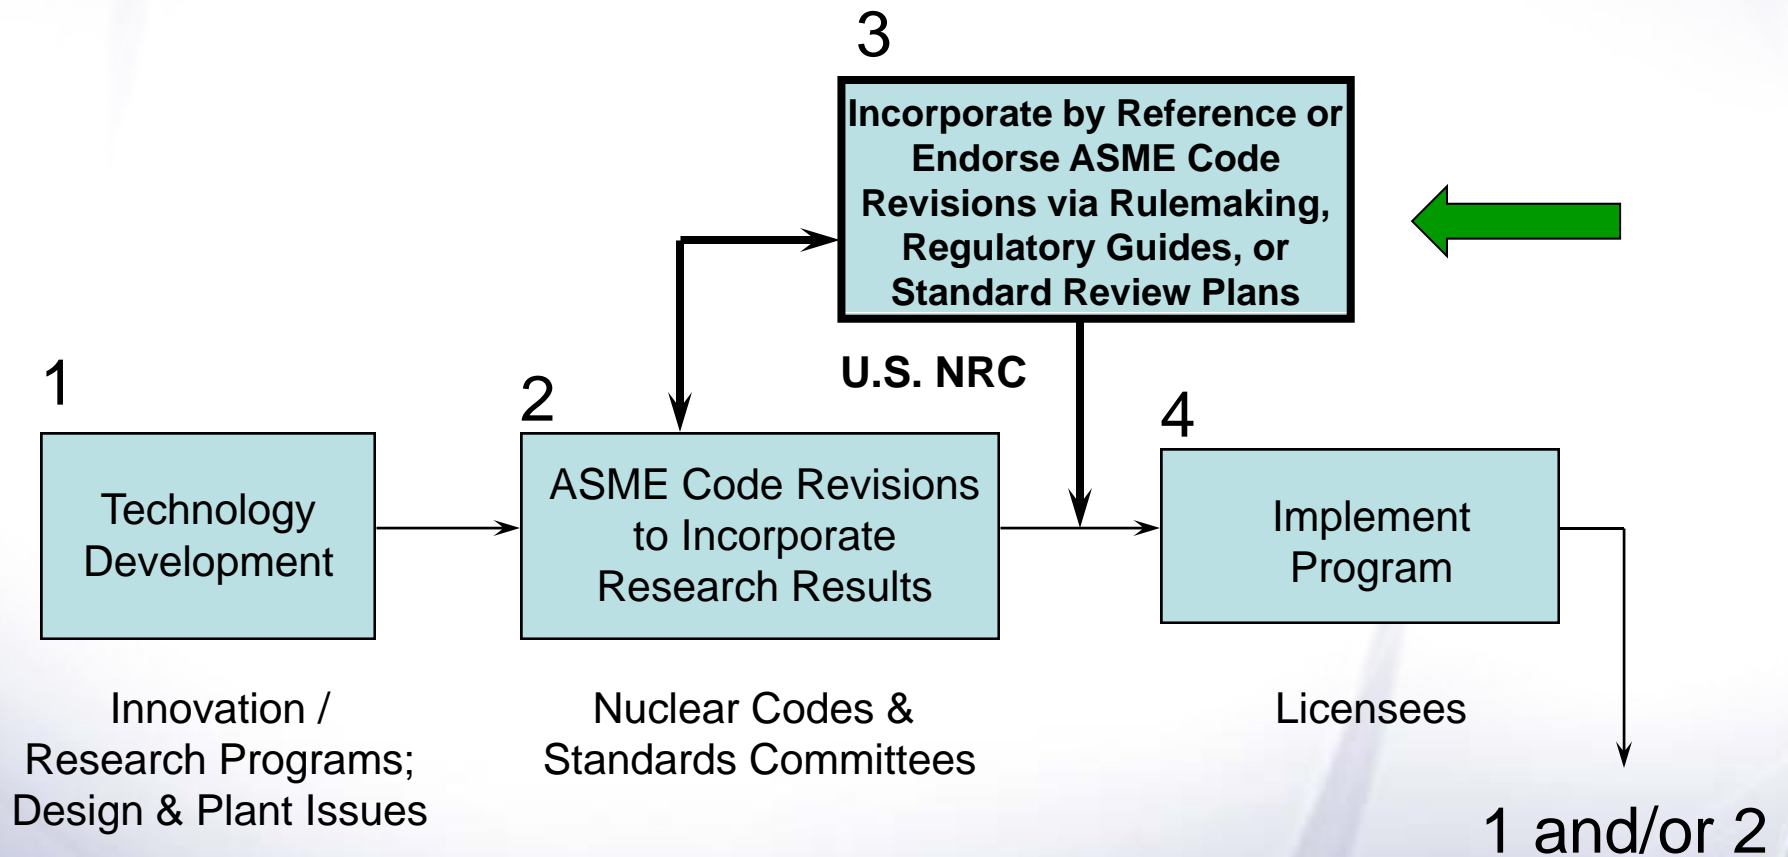 3
Incorporate by Reference or
Endorse ASME Code
Revisions via Rulemaking,
Regulatory Guides, or
Standard Review Plans
U.S. NRC
1
Technology
Development
Innovation /
Research Programs;
Design & Plant Issues
2
ASME Code Revisions
to Incorporate
Research Results
Nuclear Codes &
Standards Committees
4
Implement
Program
Licensees
1 and/or 2